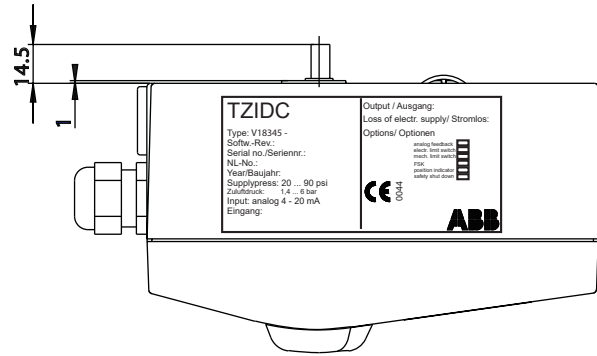 14.5
1
TZIDC
Type: V18345 -
Softw.-Rev.:
Serial no./Seriennr.:
NL-No.:
Year/Baujahr:
Supplypress: 20 ... 90 psi
Zuluftdruck: 1,4 ... 6 bar
Input: analog 4 - 20 mA
Eingang:
Output / Ausgang:
Loss of electr. supply/ Stromlos:
Options/ Optionen
analog feedback
electr. limit switch
mech. limit switch
FSK
position indicator
safety shut down
CE
0044
ABB